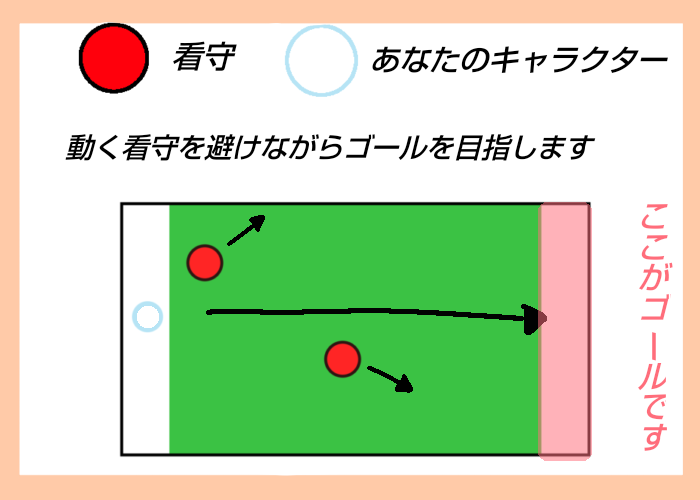 看守
あなたのキャラクター
動く看守を避けながらゴールを目指します
ここがゴールです